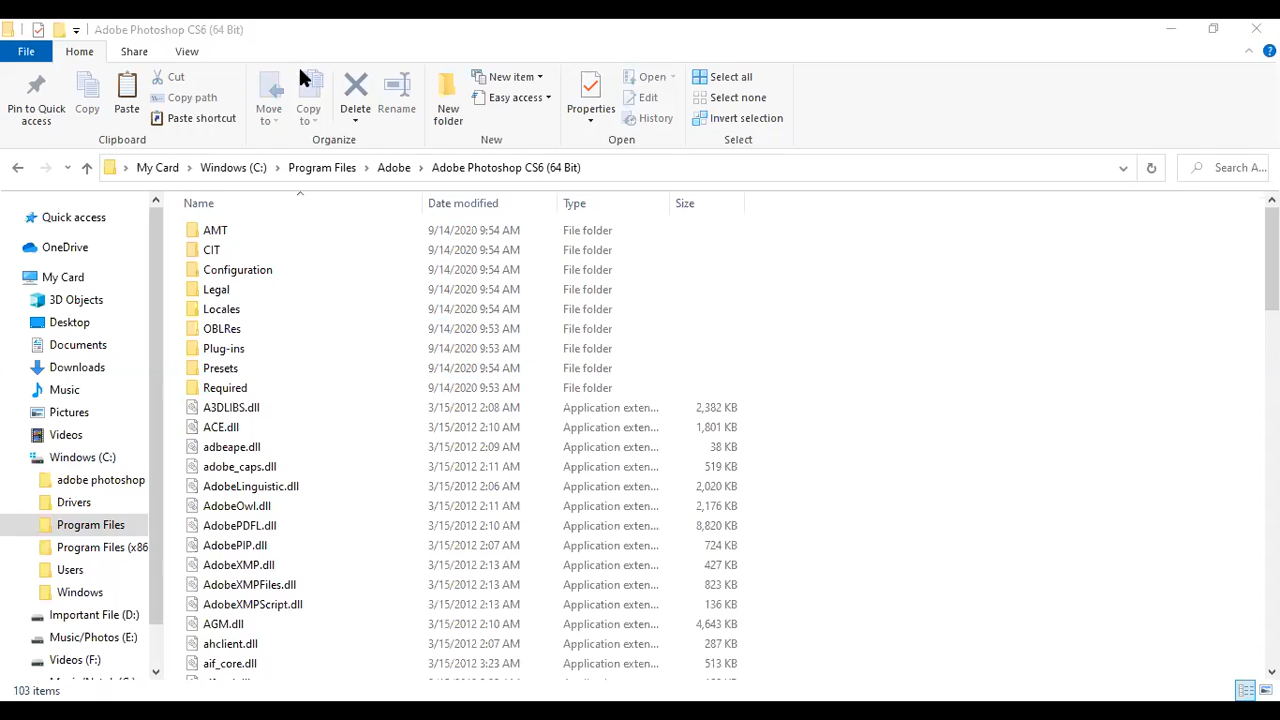 Adobe Photoshop CS6 (64 Bit)
File Home Share View
Pin to Quick access
Copy
Paste
Cut
Copy path
Paste shortcut
Clipboard
Move to
Copy to
Delete
Rename
Organize
New folder
New item
Easy access
New
Properties
Open
Edit
History
Open
Select all
Select none
Invert selection
Select
My Card > Windows (C:) > Program Files > Adobe > Adobe Photoshop CS6 (64 Bit)
Search A...
Quick access
OneDrive
My Card
3D Objects
Desktop
Documents
Downloads
Music
Pictures
Videos
Windows (C:)
adobe photoshop
Drivers
Program Files
Program Files (x86
Users
Windows
Important File (D:)
Music/Photos (E:)
Videos (F:)
Name Date modified Type Size
AMT 9/14/2020 9:54 AM File folder
CIT 9/14/2020 9:54 AM File folder
Configuration 9/14/2020 9:54 AM File folder
Legal 9/14/2020 9:54 AM File folder
Locales 9/14/2020 9:54 AM File folder
OBLRes 9/14/2020 9:53 AM File folder
Plug-ins 9/14/2020 9:53 AM File folder
Presets 9/14/2020 9:54 AM File folder
Required 9/14/2020 9:53 AM File folder
A3DLIBS.dll 3/15/2012 2:08 AM Application exten... 2,382 KB
ACE.dll 3/15/2012 2:10 AM Application exten... 1,801 KB
adbeape.dll 3/15/2012 2:09 AM Application exten... 38 KB
adobe_caps.dll 3/15/2012 2:11 AM Application exten... 519 KB
AdobeLinguistic.dll 3/15/2012 2:06 AM Application exten... 2,020 KB
AdobeOwl.dll 3/15/2012 2:11 AM Application exten... 2,176 KB
AdobePDFL.dll 3/15/2012 2:10 AM Application exten... 8,820 KB
AdobePIP.dll 3/15/2012 2:07 AM Application exten... 724 KB
AdobeXMP.dll 3/15/2012 2:13 AM Application exten... 427 KB
AdobeXMPFiles.dll 3/15/2012 2:13 AM Application exten... 823 KB
AdobeXMPScript.dll 3/15/2012 2:13 AM Application exten... 136 KB
AGM.dll 3/15/2012 2:10 AM Application exten... 4,643 KB
ahclient.dll 3/15/2012 2:07 AM Application exten... 287 KB
aif_core.dll 3/15/2012 3:23 AM Application exten... 513 KB
103 items